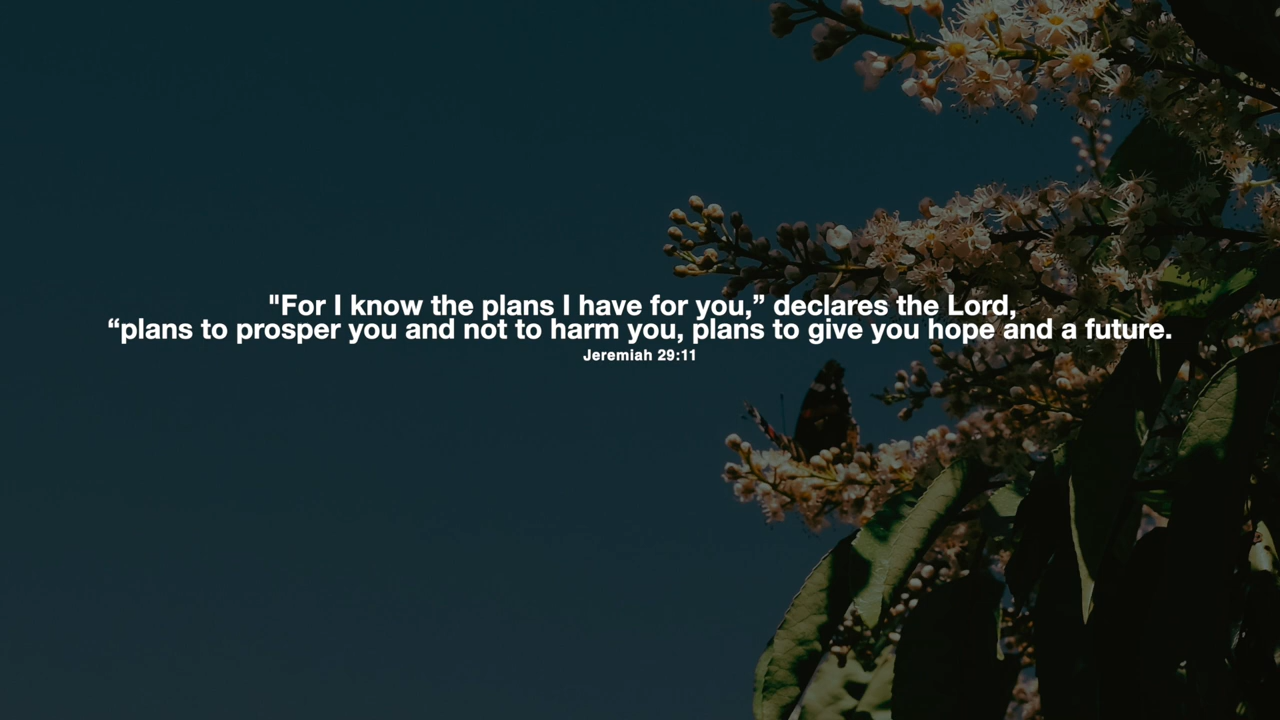 "For I know the plans I have for you,” declares the Lord,
“plans to prosper you and not to harm you, plans to give you hope and a future.
Jeremiah 29:11